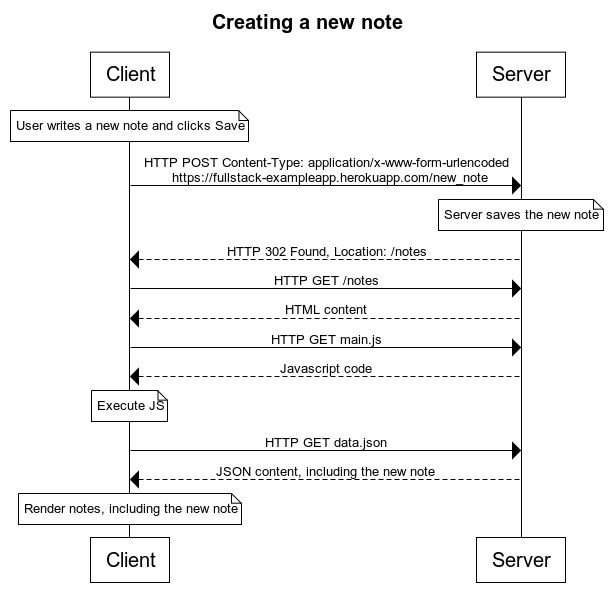 Creating a new note
Client
Server
User writes a new note and clicks Save
HTTP POST Content-Type: application/x-www-form-urlencoded
https://fullstack-exampleapp.herokuapp.com/new_note
Server saves the new note
HTTP 302 Found, Location: /notes
HTTP GET /notes
HTML content
HTTP GET main.js
Javascript code
Execute JS
HTTP GET data.json
JSON content, including the new note
Render notes, including the new note
Client
Server